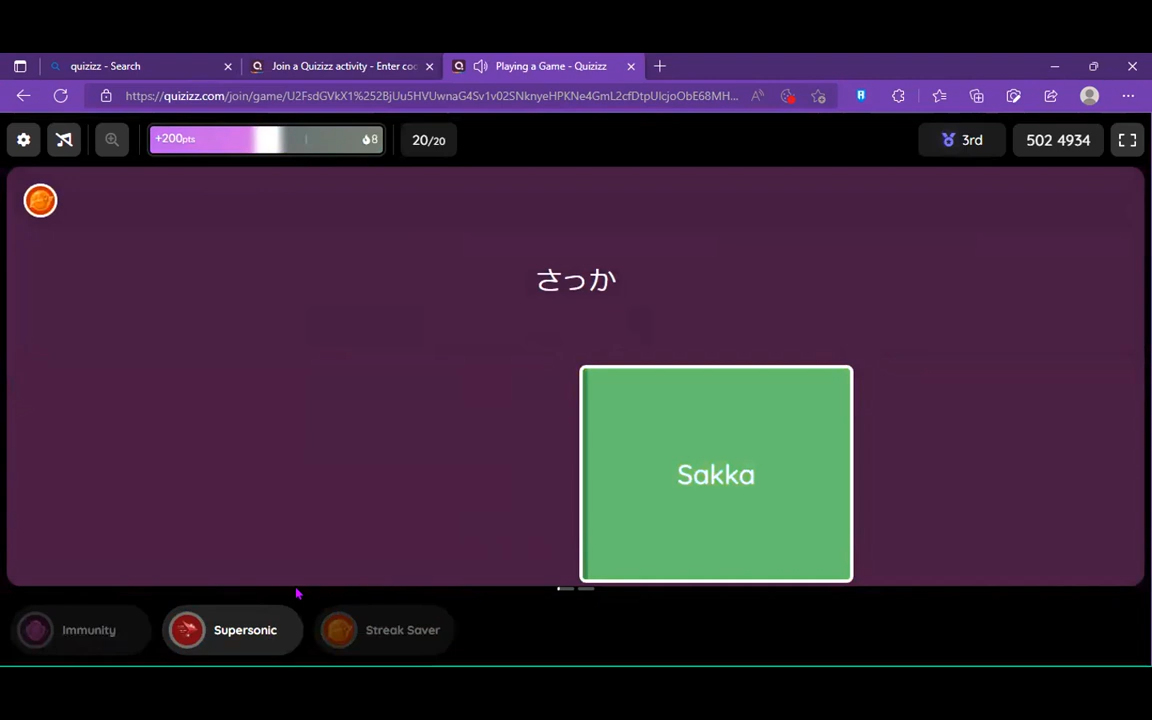 quizizz - Search
Join a Quizizz activity - Enter coc
Playing a Game - Quizizz
https://quizizz.com/join/game/U2FsdGVkX1%252BjUu5HVUwnaG4Sv1v02SNknyeHPKNe4GmL2cfDtpUlcjoObE68MH...
+200pts
8
20/20
3rd
502 4934
さっか
Sakka
Immunity
Supersonic
Streak Saver